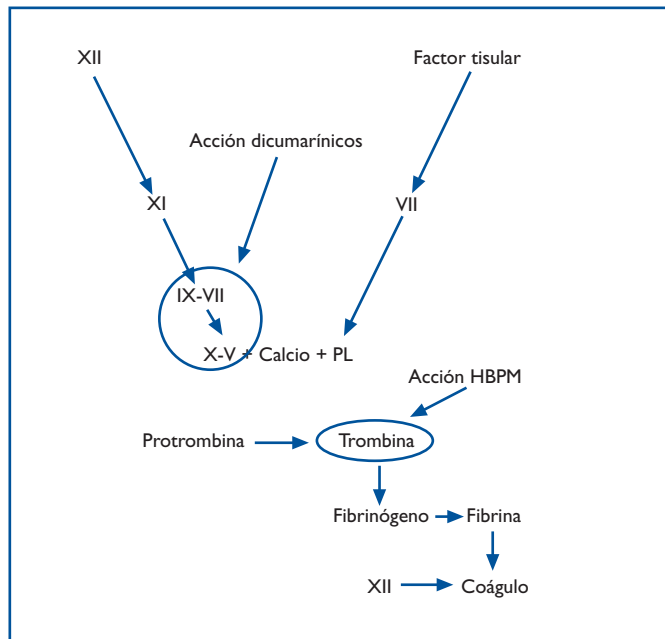 XII
Factor tisular
Acción dicumarínicos
XI
VII
IX-VII
X-V + Calcio + PL
Acción HBPM
Protrombina
Trombina
Fibrinógeno
Fibrina
XII
Coágulo